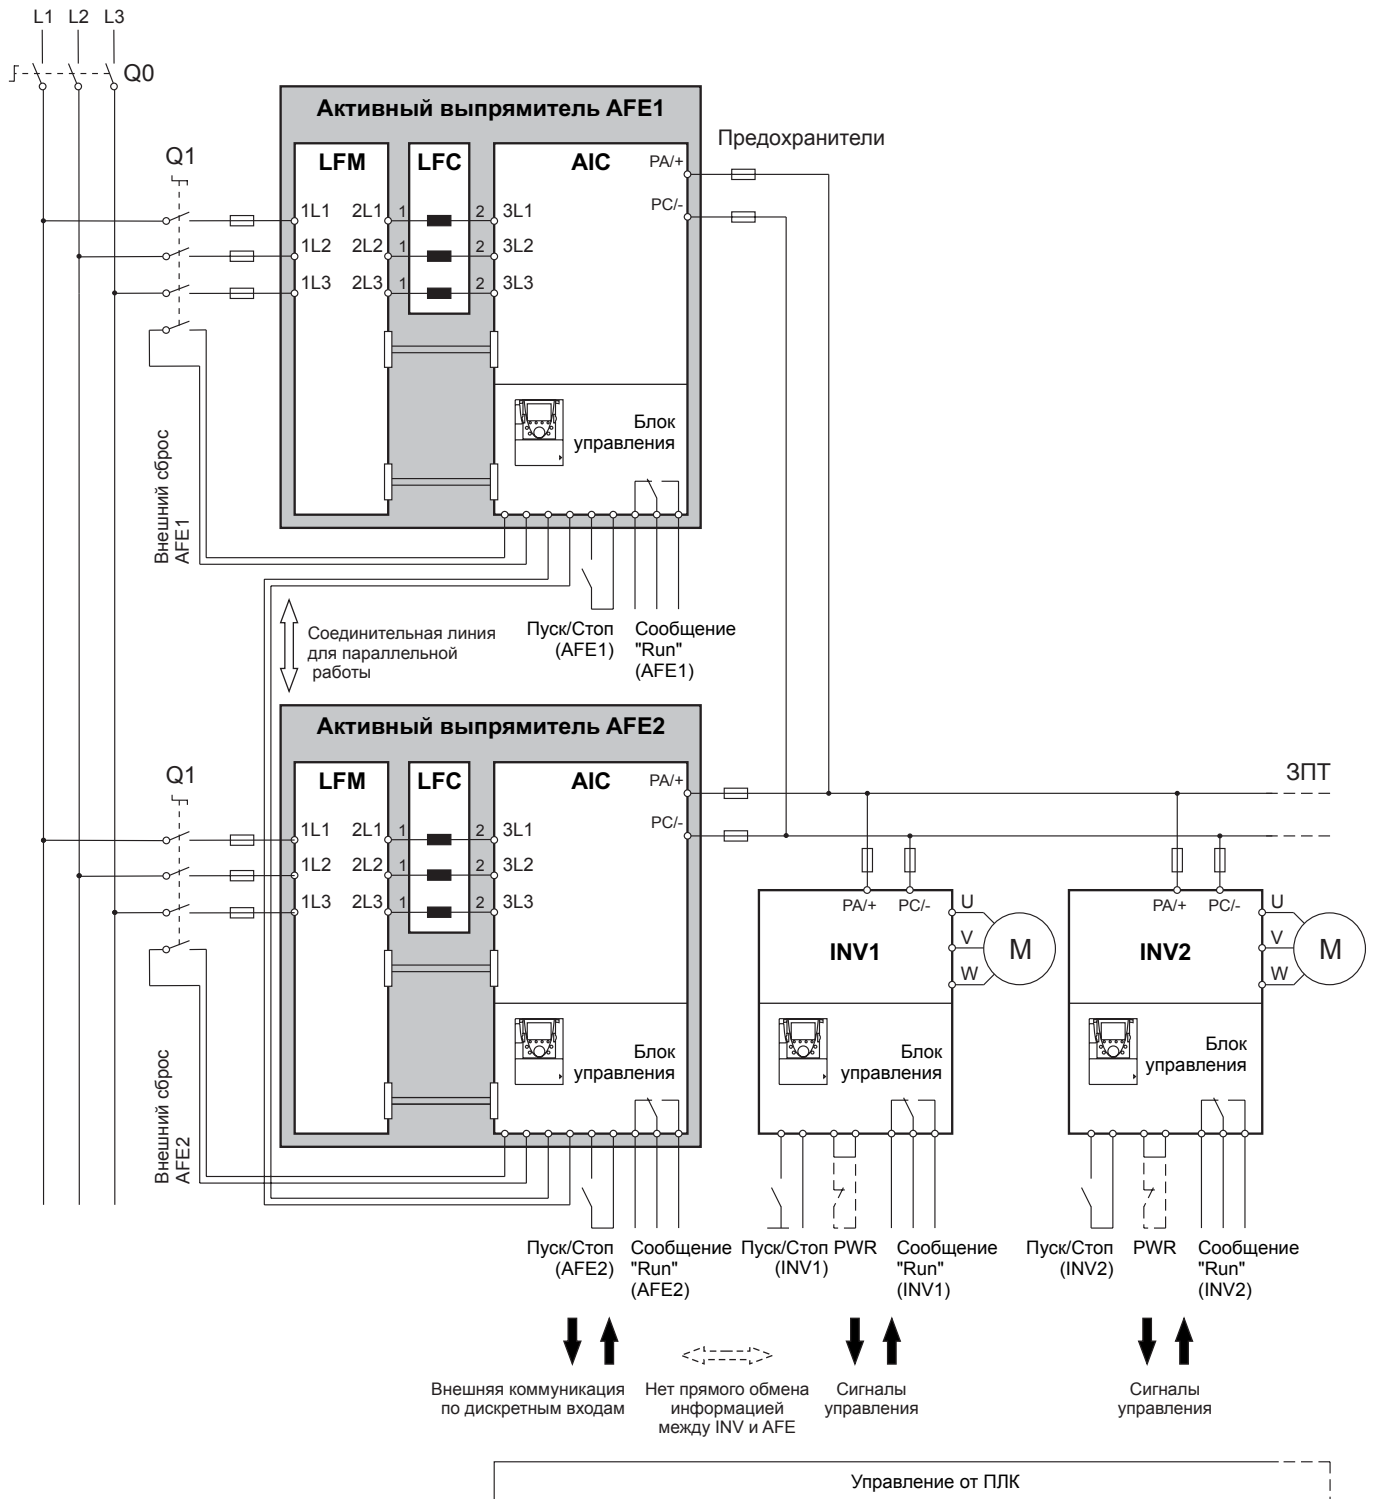 L1 L2 L3
Q0
Активный выпрямитель AFE1
Предохранители
Q1
LFM LFC AIC PA/+
PC/-
1L1 2L1 1 2 3L1
1L2 2L2 1 2 3L2
1L3 2L3 1 2 3L3
Блок
управления
Внешний сброс
AFE1
Соединительная линия
для параллельной
работы
Пуск/Стоп
(AFE1)
Сообщение
"Run"
(AFE1)
Активный выпрямитель AFE2
Q1
LFM LFC AIC PA/+
PC/-
ЗПТ
1L1 2L1 1 2 3L1
1L2 2L2 1 2 3L2
1L3 2L3 1 2 3L3
PA/+ PC/- U
V
W
INV1
M
PA/+ PC/- U
V
W
INV2
M
Блок
управления
Блок
управления
Блок
управления
Внешний сброс
AFE2
Пуск/Стоп
(AFE2)
Сообщение
"Run"
(AFE2)
Пуск/Стоп
(INV1)
PWR
Сообщение
"Run"
(INV1)
Пуск/Стоп
(INV2)
PWR
Сообщение
"Run"
(INV2)
Внешняя коммуникация
по дискретным входам
Нет прямого обмена
информацией
между INV и AFE
Сигналы
управления
Сигналы
управления
Управление от ПЛК